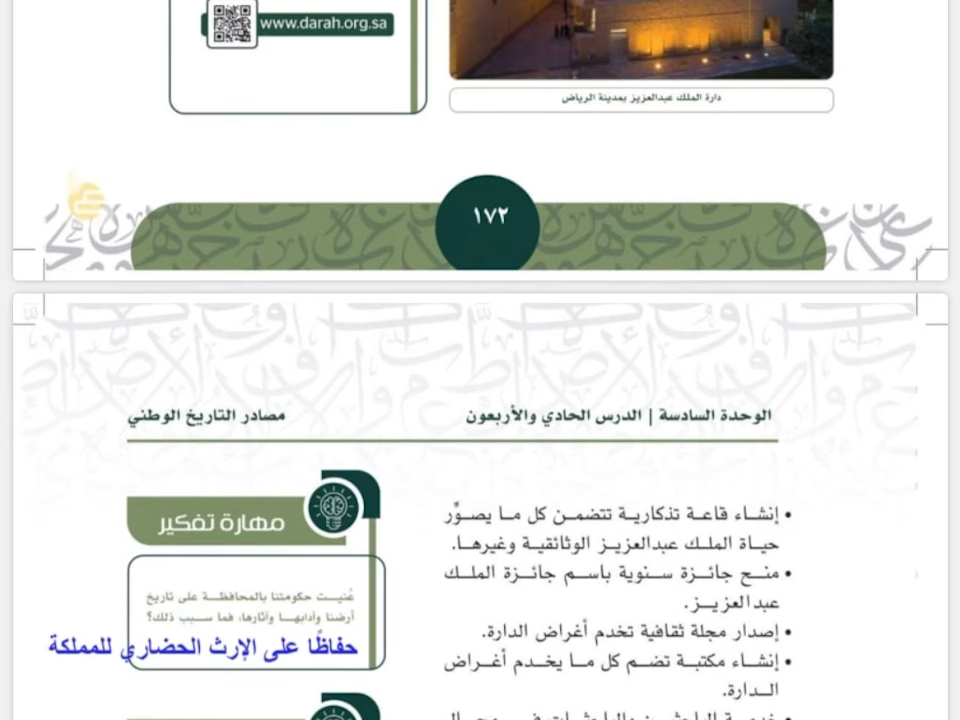 www.darah.org.sa
دارة الملك عبدالعزيز بمدينة الرياض
١٧٢
الوحدة السادسة | الدرس الحادي والأربعون
مصادر التاريخ الوطني
• إنشاء قاعة تذكارية تتضمن كل ما يصوِّر
حياة الملك عبدالعزيز الوثائقية وغيرها.
• منح جائزة سنوية باسم جائزة الملك
عبدالعزيز.
• إصدار مجلة ثقافية تخدم أغراض الدارة.
• إنشاء مكتبة تضم كل ما يخدم أغراض
الدارة.
مهارة تفكير
عُنيت حكومتنا بالمحافظة على تاريخ
أرضنا وآدابها وآثارها، فما سبب ذلك؟
حفاظًا على الإرث الحضاري للمملكة